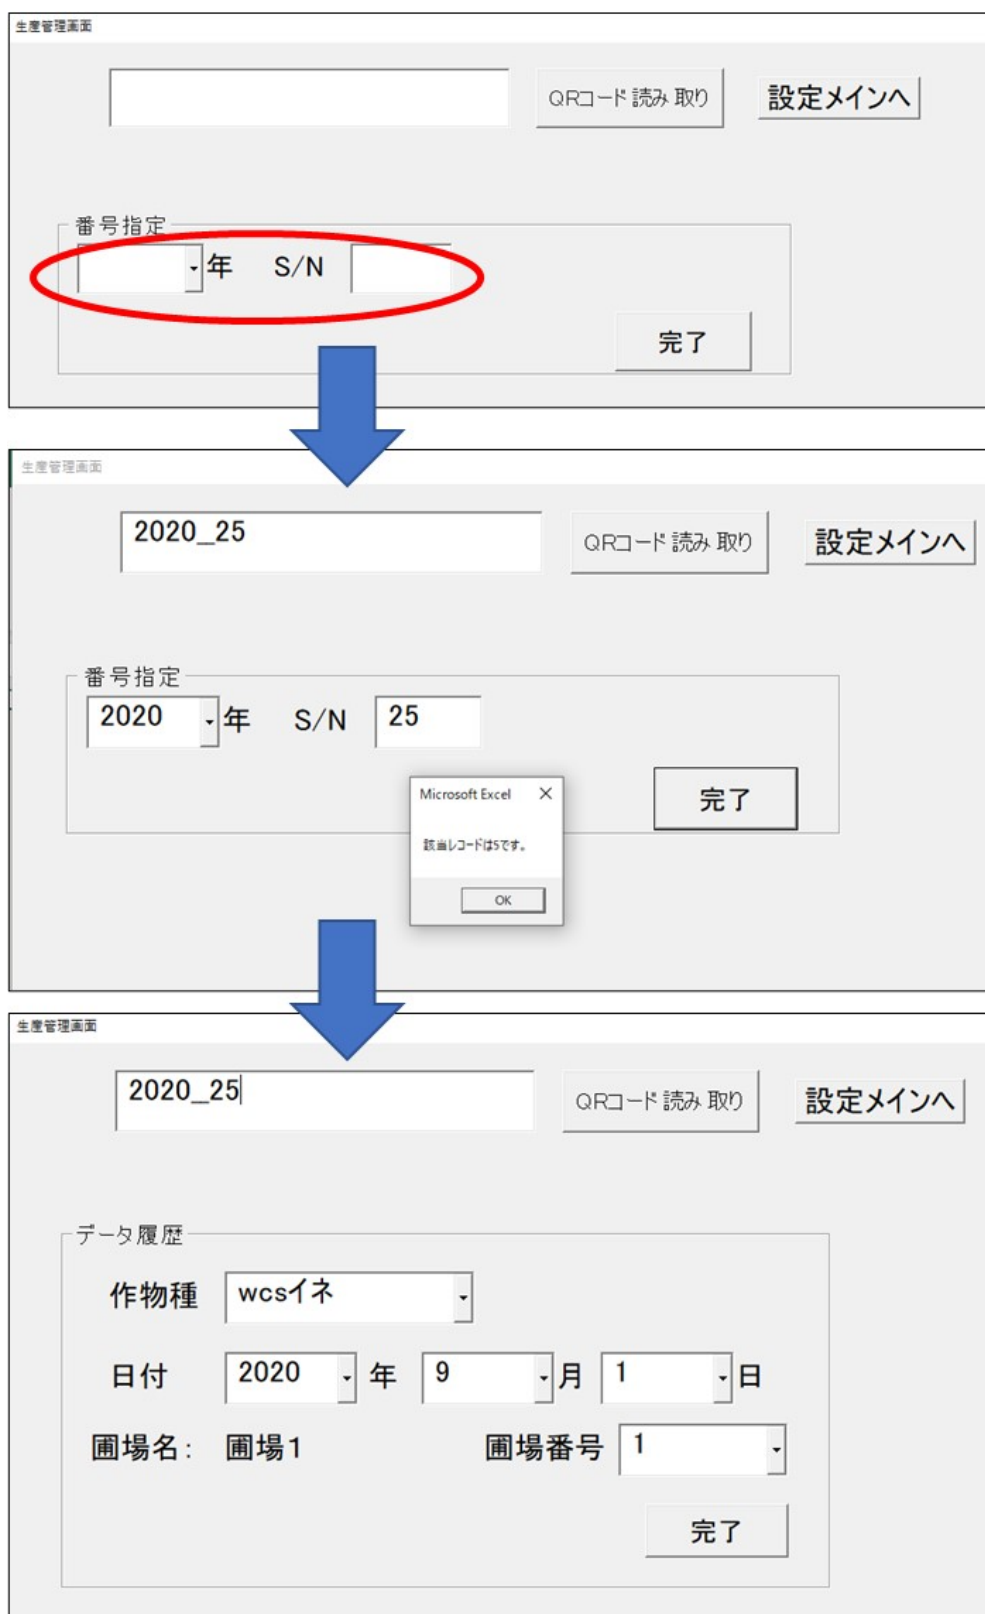 生産管理画面
QRコード 読み 取り
設定メインへ
番号指定
年 S/N
完了
生産管理画面
2020_25
QRコード 読み 取り
設定メインへ
番号指定
2020 年 S/N 25
Microsoft Excel
完了
該当レコードは5です。
OK
生産管理画面
2020_25
QRコード 読み 取り
設定メインへ
データ履歴
作物種 wcsイネ
日付 2020 年 9 月 1 日
圃場名: 圃場1 圃場番号 1
完了